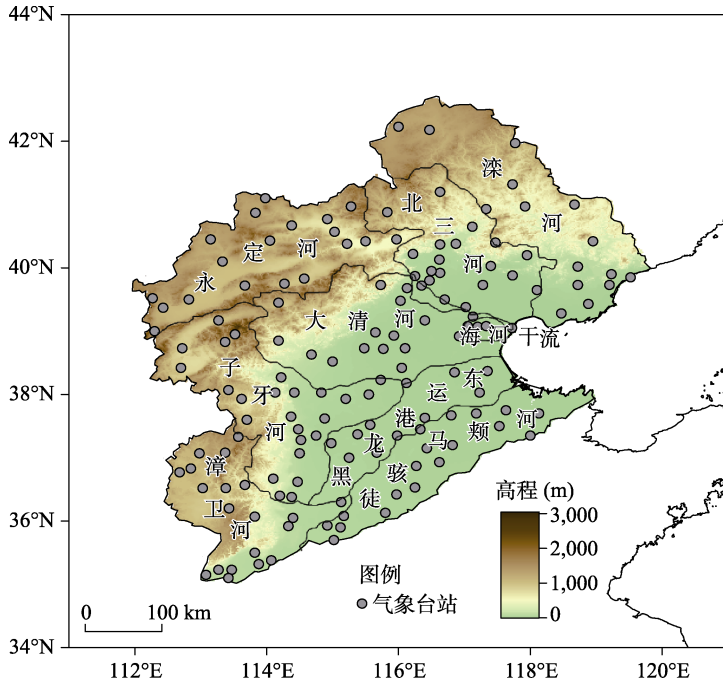 44°N
42°N
40°N
38°N
36°N
34°N
112°E
114°E
116°E
118°E
120°E
滦河
北三河
永定河
大清河
海河干流
子牙河
漳卫河
黑龙港运东
徒骇马颊河
高程 (m)
3,000
2,000
1,000
0
图例
气象台站
0 100 km